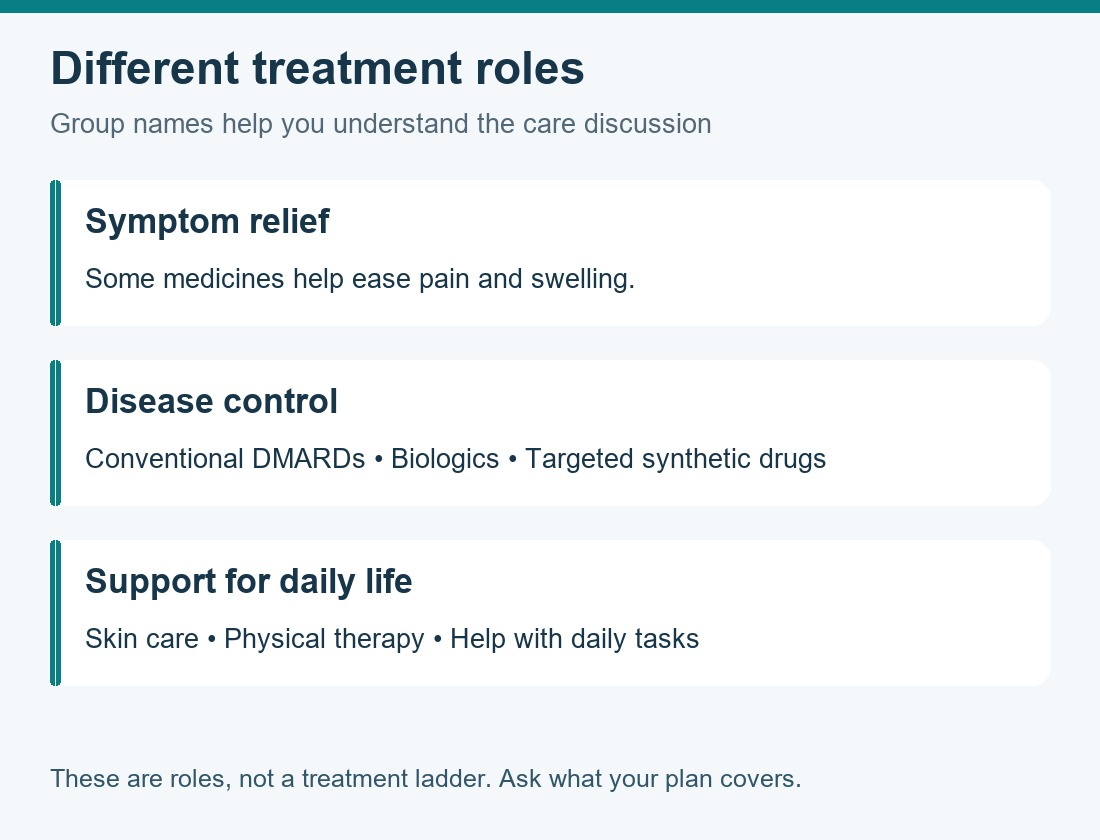 Different treatment roles
Group names help you understand the care discussion
Symptom relief
Some medicines help ease pain and swelling.
Disease control
Conventional DMARDs • Biologics • Targeted synthetic drugs
Support for daily life
Skin care • Physical therapy • Help with daily tasks
These are roles, not a treatment ladder. Ask what your plan covers.